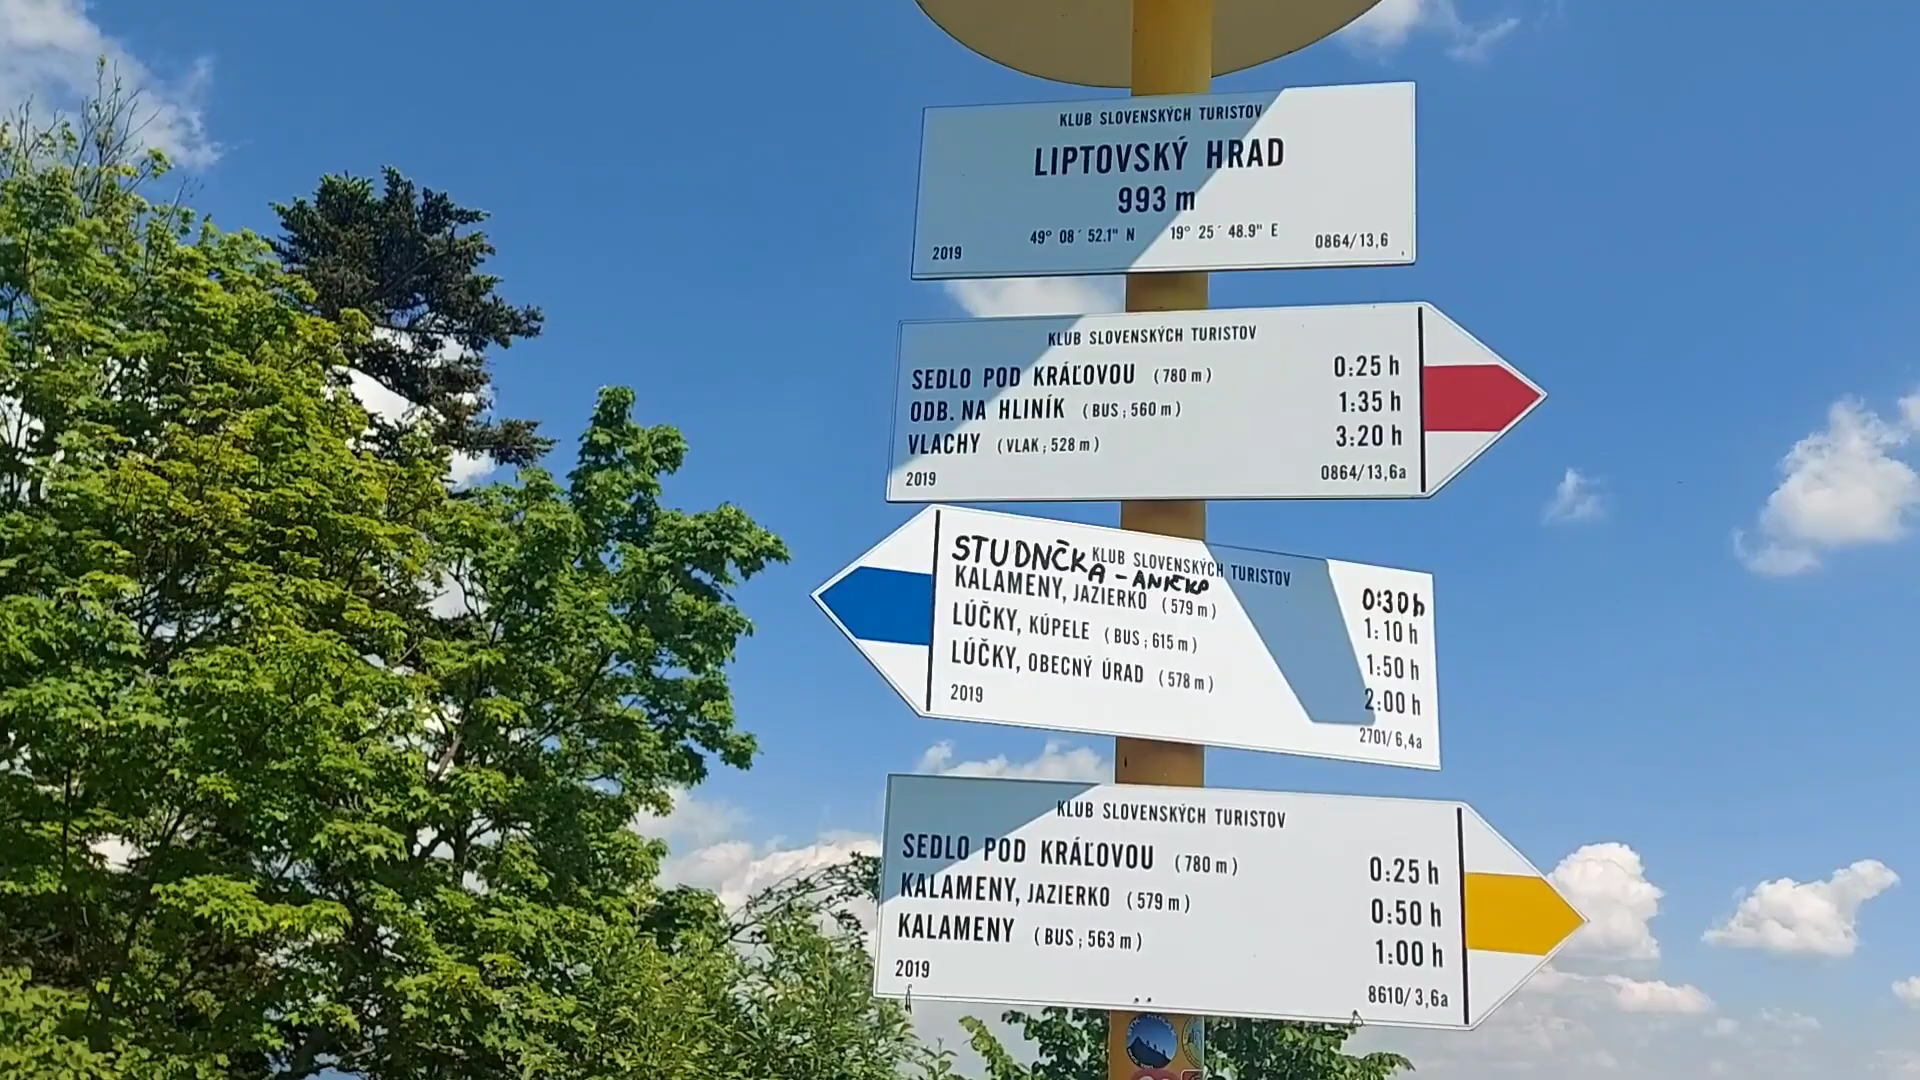 KLUB SLOVENSKÝCH TURISTOV
LIPTOVSKÝ HRAD
993 m
49° 08´ 52.1" N 19° 25´ 48.9" E
2019 0864/13,6
KLUB SLOVENSKÝCH TURISTOV
SEDLO POD KRÁĽOVOU (780 m) 0:25 h
ODB. NA HLINÍK (BUS; 560 m) 1:35 h
VLACHY (VLAK; 528 m) 3:20 h
2019 0864/13,6a
KLUB SLOVENSKÝCH TURISTOV
STUDNČKA - 0:30 h
KALAMENY, JAZIERKO (579 m) 1:10 h
LÚČKY, KÚPELE (BUS; 615 m) 1:50 h
LÚČKY, OBECNÝ ÚRAD (578 m) 2:00 h
2019 2701/6,4a
KLUB SLOVENSKÝCH TURISTOV
SEDLO POD KRÁĽOVOU (780 m) 0:25 h
KALAMENY, JAZIERKO (579 m) 0:50 h
KALAMENY (BUS; 563 m) 1:00 h
2019 8610/3,6a